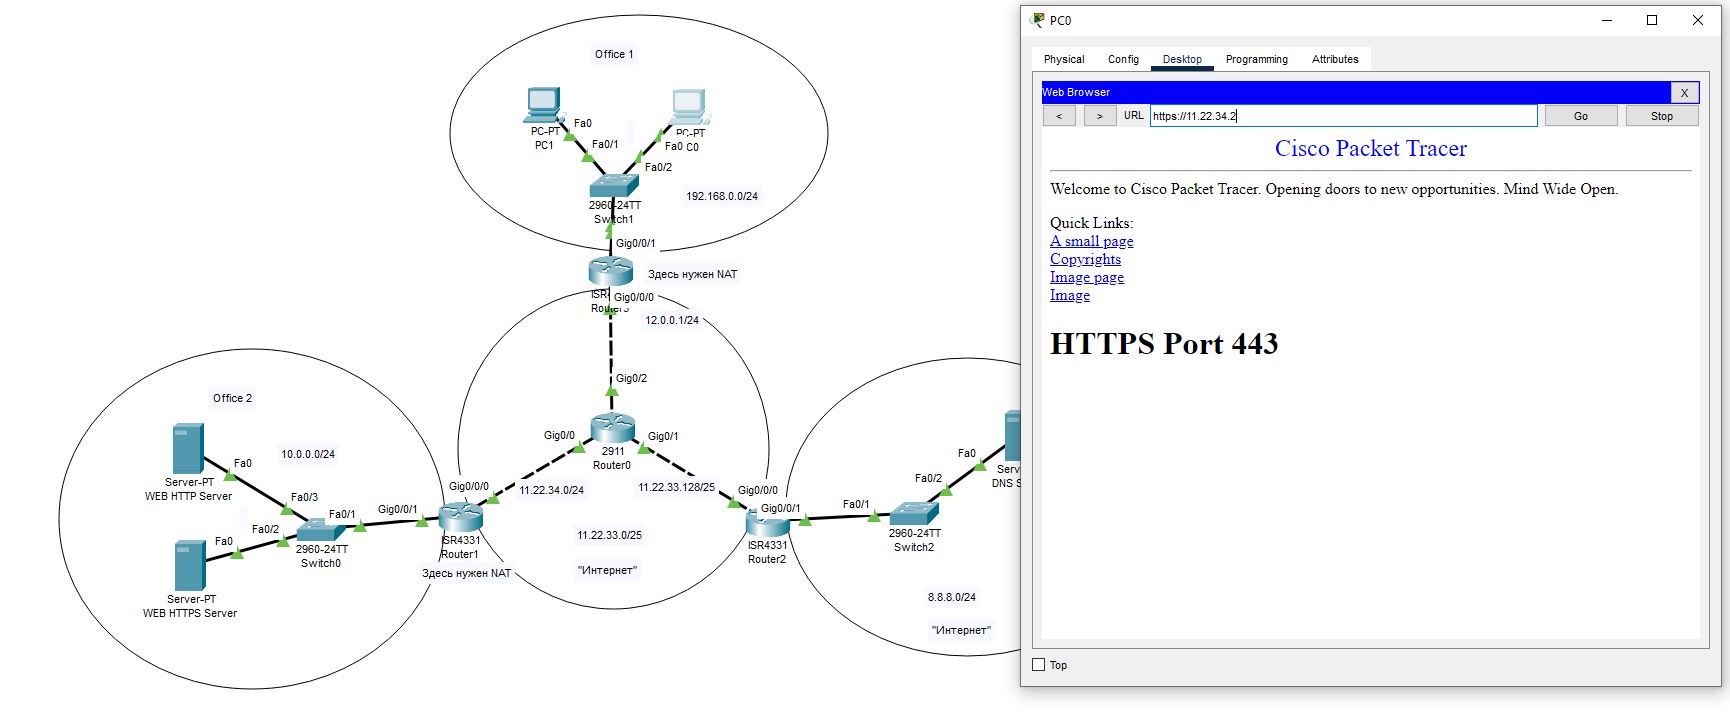 Office 1
PC-PT
PC1
Fa0
Fa0/1
PC-PT
C0
Fa0
Fa0/2
2960-24TT
Switch1
192.168.0.0/24
Gig0/0/1
Здесь нужен NAT
Gig0/0/0
12.0.0.1/24
Gig0/2
Gig0/0
Gig0/1
2911
Router0
11.22.34.0/24
11.22.33.128/25
11.22.33.0/25
"Интернет"
Office 2
10.0.0.0/24
Server-PT
WEB HTTP Server
Fa0
Fa0/3
Fa0/1
Gig0/0/1
Gig0/0/0
Fa0
Fa0/2
2960-24TT
Switch0
ISR4331
Router1
Здесь нужен NAT
Server-PT
WEB HTTPS Server
Gig0/0/0
Gig0/0/1
ISR4331
Router2
Fa0/1
Fa0/2
Fa0
2960-24TT
Switch2
Serv
DNS S
8.8.8.0/24
"Интернет"
PC0
Physical Config Desktop Programming Attributes
Web Browser X
< > URL https://11.22.34.2 Go Stop
Cisco Packet Tracer
Welcome to Cisco Packet Tracer. Opening doors to new opportunities. Mind Wide Open.
Quick Links:
A small page
Copyrights
Image page
Image
HTTPS Port 443
Top